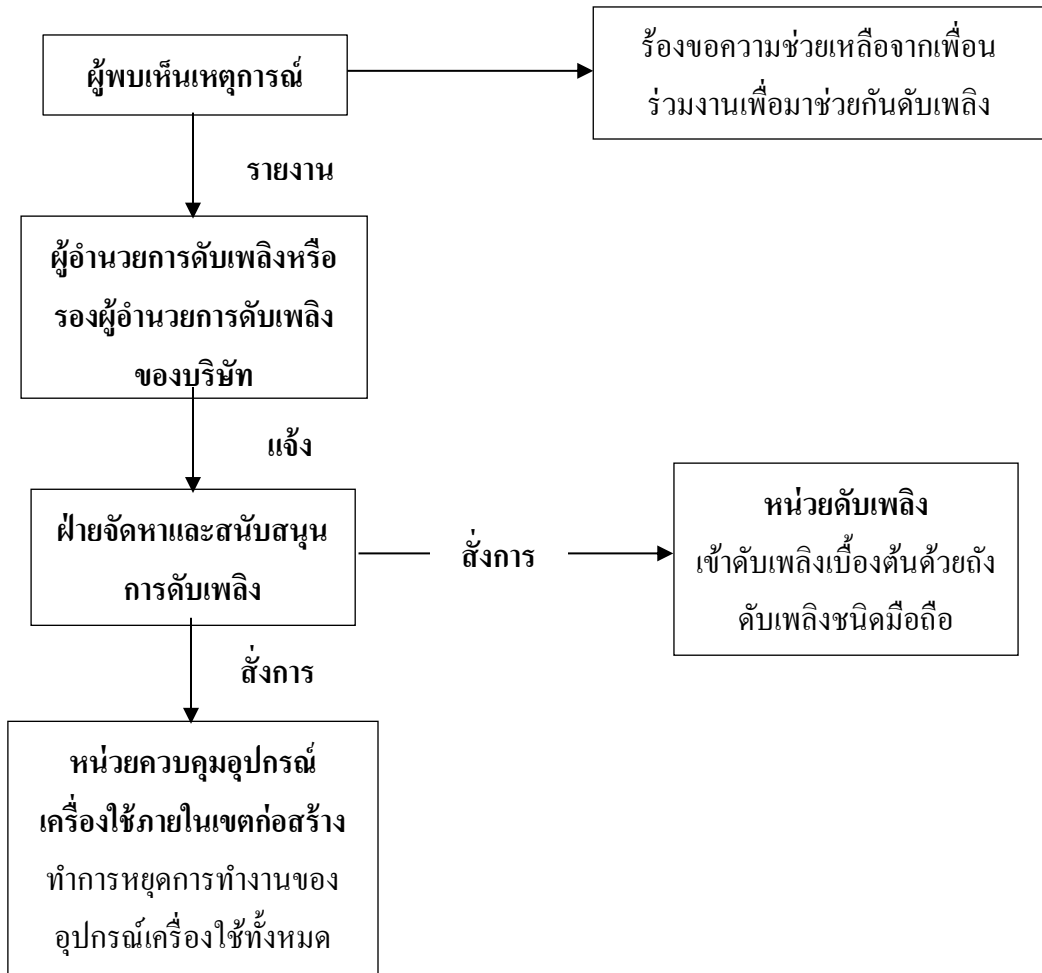 ผู้พบเห็นเหตุการณ์
ร้องขอความช่วยเหลือจากเพื่อน
ร่วมงานเพื่อมาช่วยกันดับเพลิง
รายงาน
ผู้อำนวยการดับเพลิงหรือ
รองผู้อำนวยการดับเพลิง
ของบริษัท
แจ้ง
ฝ่ายจัดหาและสนับสนุน
การดับเพลิง
สั่งการ
หน่วยดับเพลิง
เข้าดับเพลิงเบื้องต้นด้วยถัง
ดับเพลิงชนิดมือถือ
สั่งการ
หน่วยควบคุมอุปกรณ์
เครื่องใช้ภายในเขตก่อสร้าง
ทำการหยุดการทำงานของ
อุปกรณ์เครื่องใช้ทั้งหมด